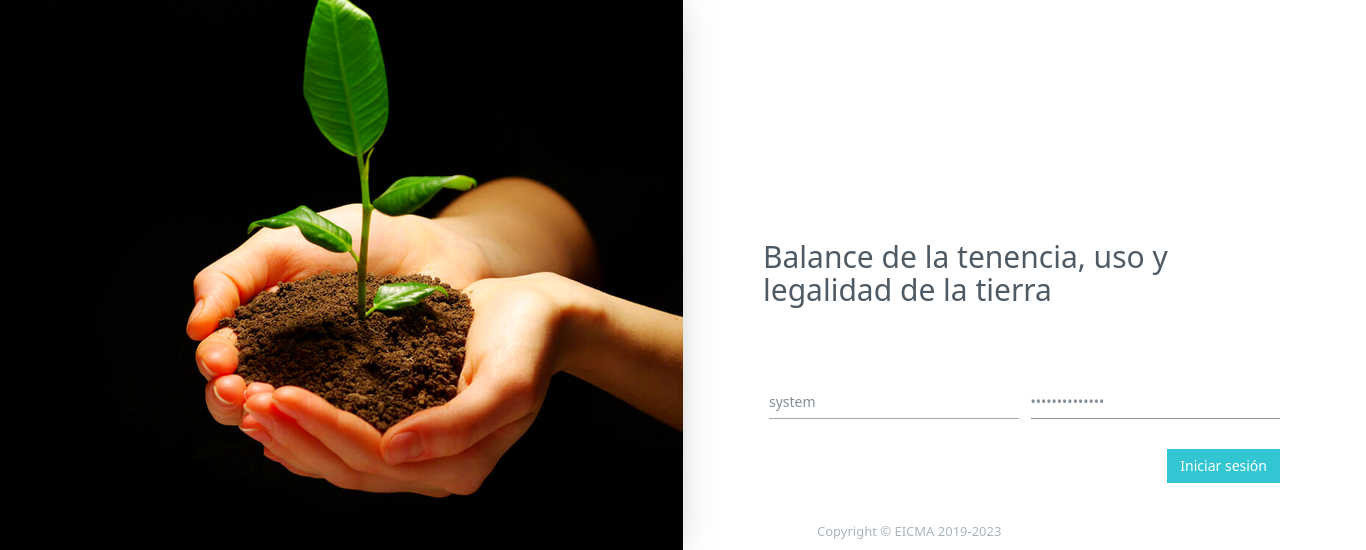 Balance de la tenencia, uso y
legalidad de la tierra
system
••••••••••••••
Iniciar sesión
Copyright © EICMA 2019-2023